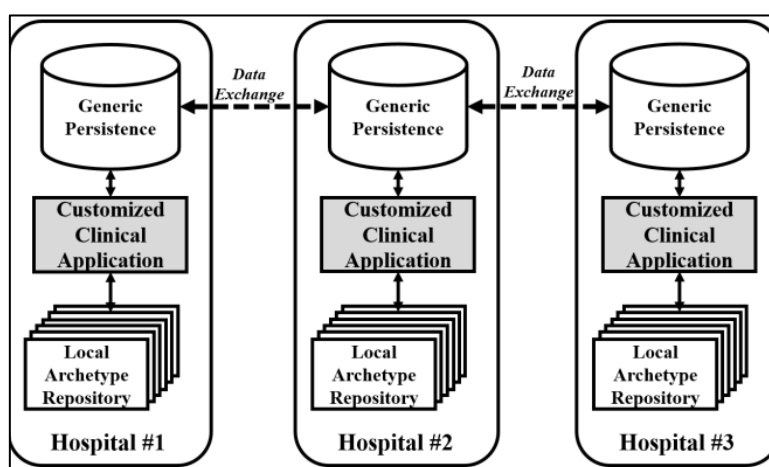 Generic
Persistence
Data
Exchange
Generic
Persistence
Data
Exchange
Generic
Persistence
Customized
Clinical
Application
Customized
Clinical
Application
Customized
Clinical
Application
Local
Archetype
Repository
Local
Archetype
Repository
Local
Archetype
Repository
Hospital #1
Hospital #2
Hospital #3